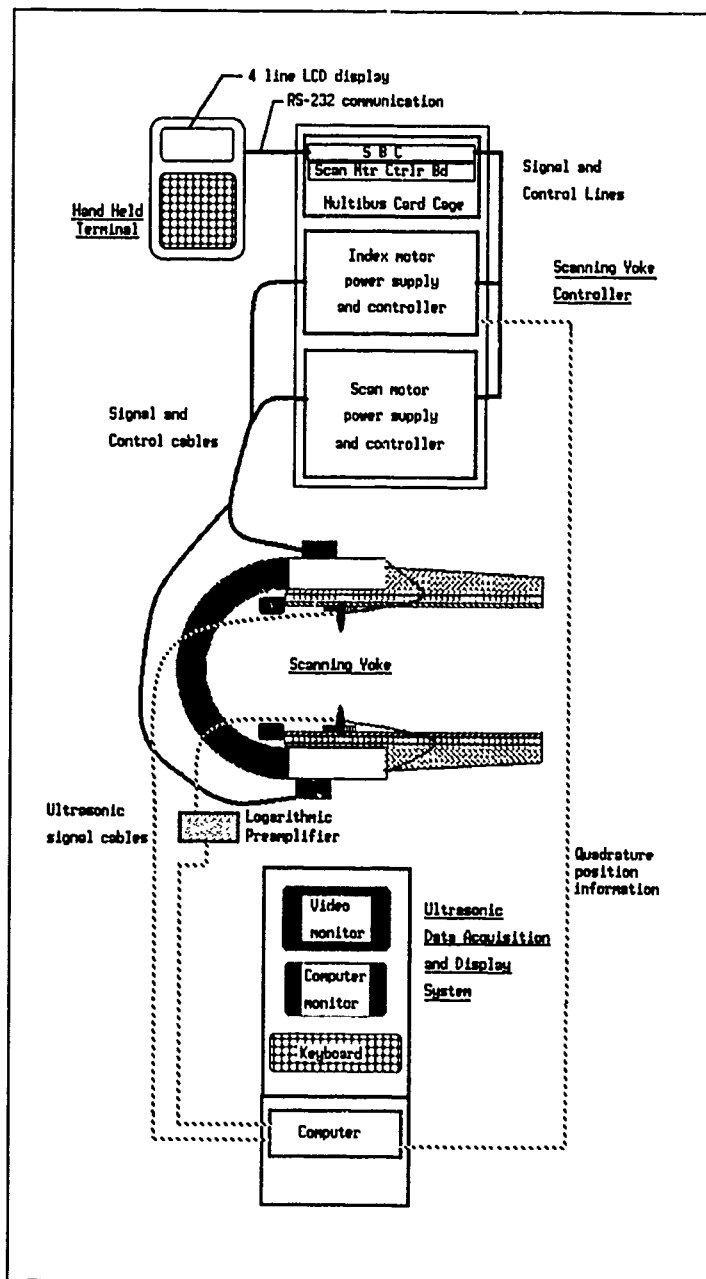 4 line LCD display
RS-232 communication
S B C
Scan Mtr Ctrlr Bd
Multibus Card Cage
Signal and
Control Lines
Hand Held
Terminal
Index motor
power supply
and controller
Scanning Yoke
Controller
Scan motor
power supply
and controller
Signal and
Control cables
Scanning Yoke
Ultrasonic
signal cables
Logarithmic
Preamplifier
Quadrature
position
information
Video
monitor
Ultrasonic
Data Acquisition
and Display
System
Computer
monitor
Keyboard
Computer